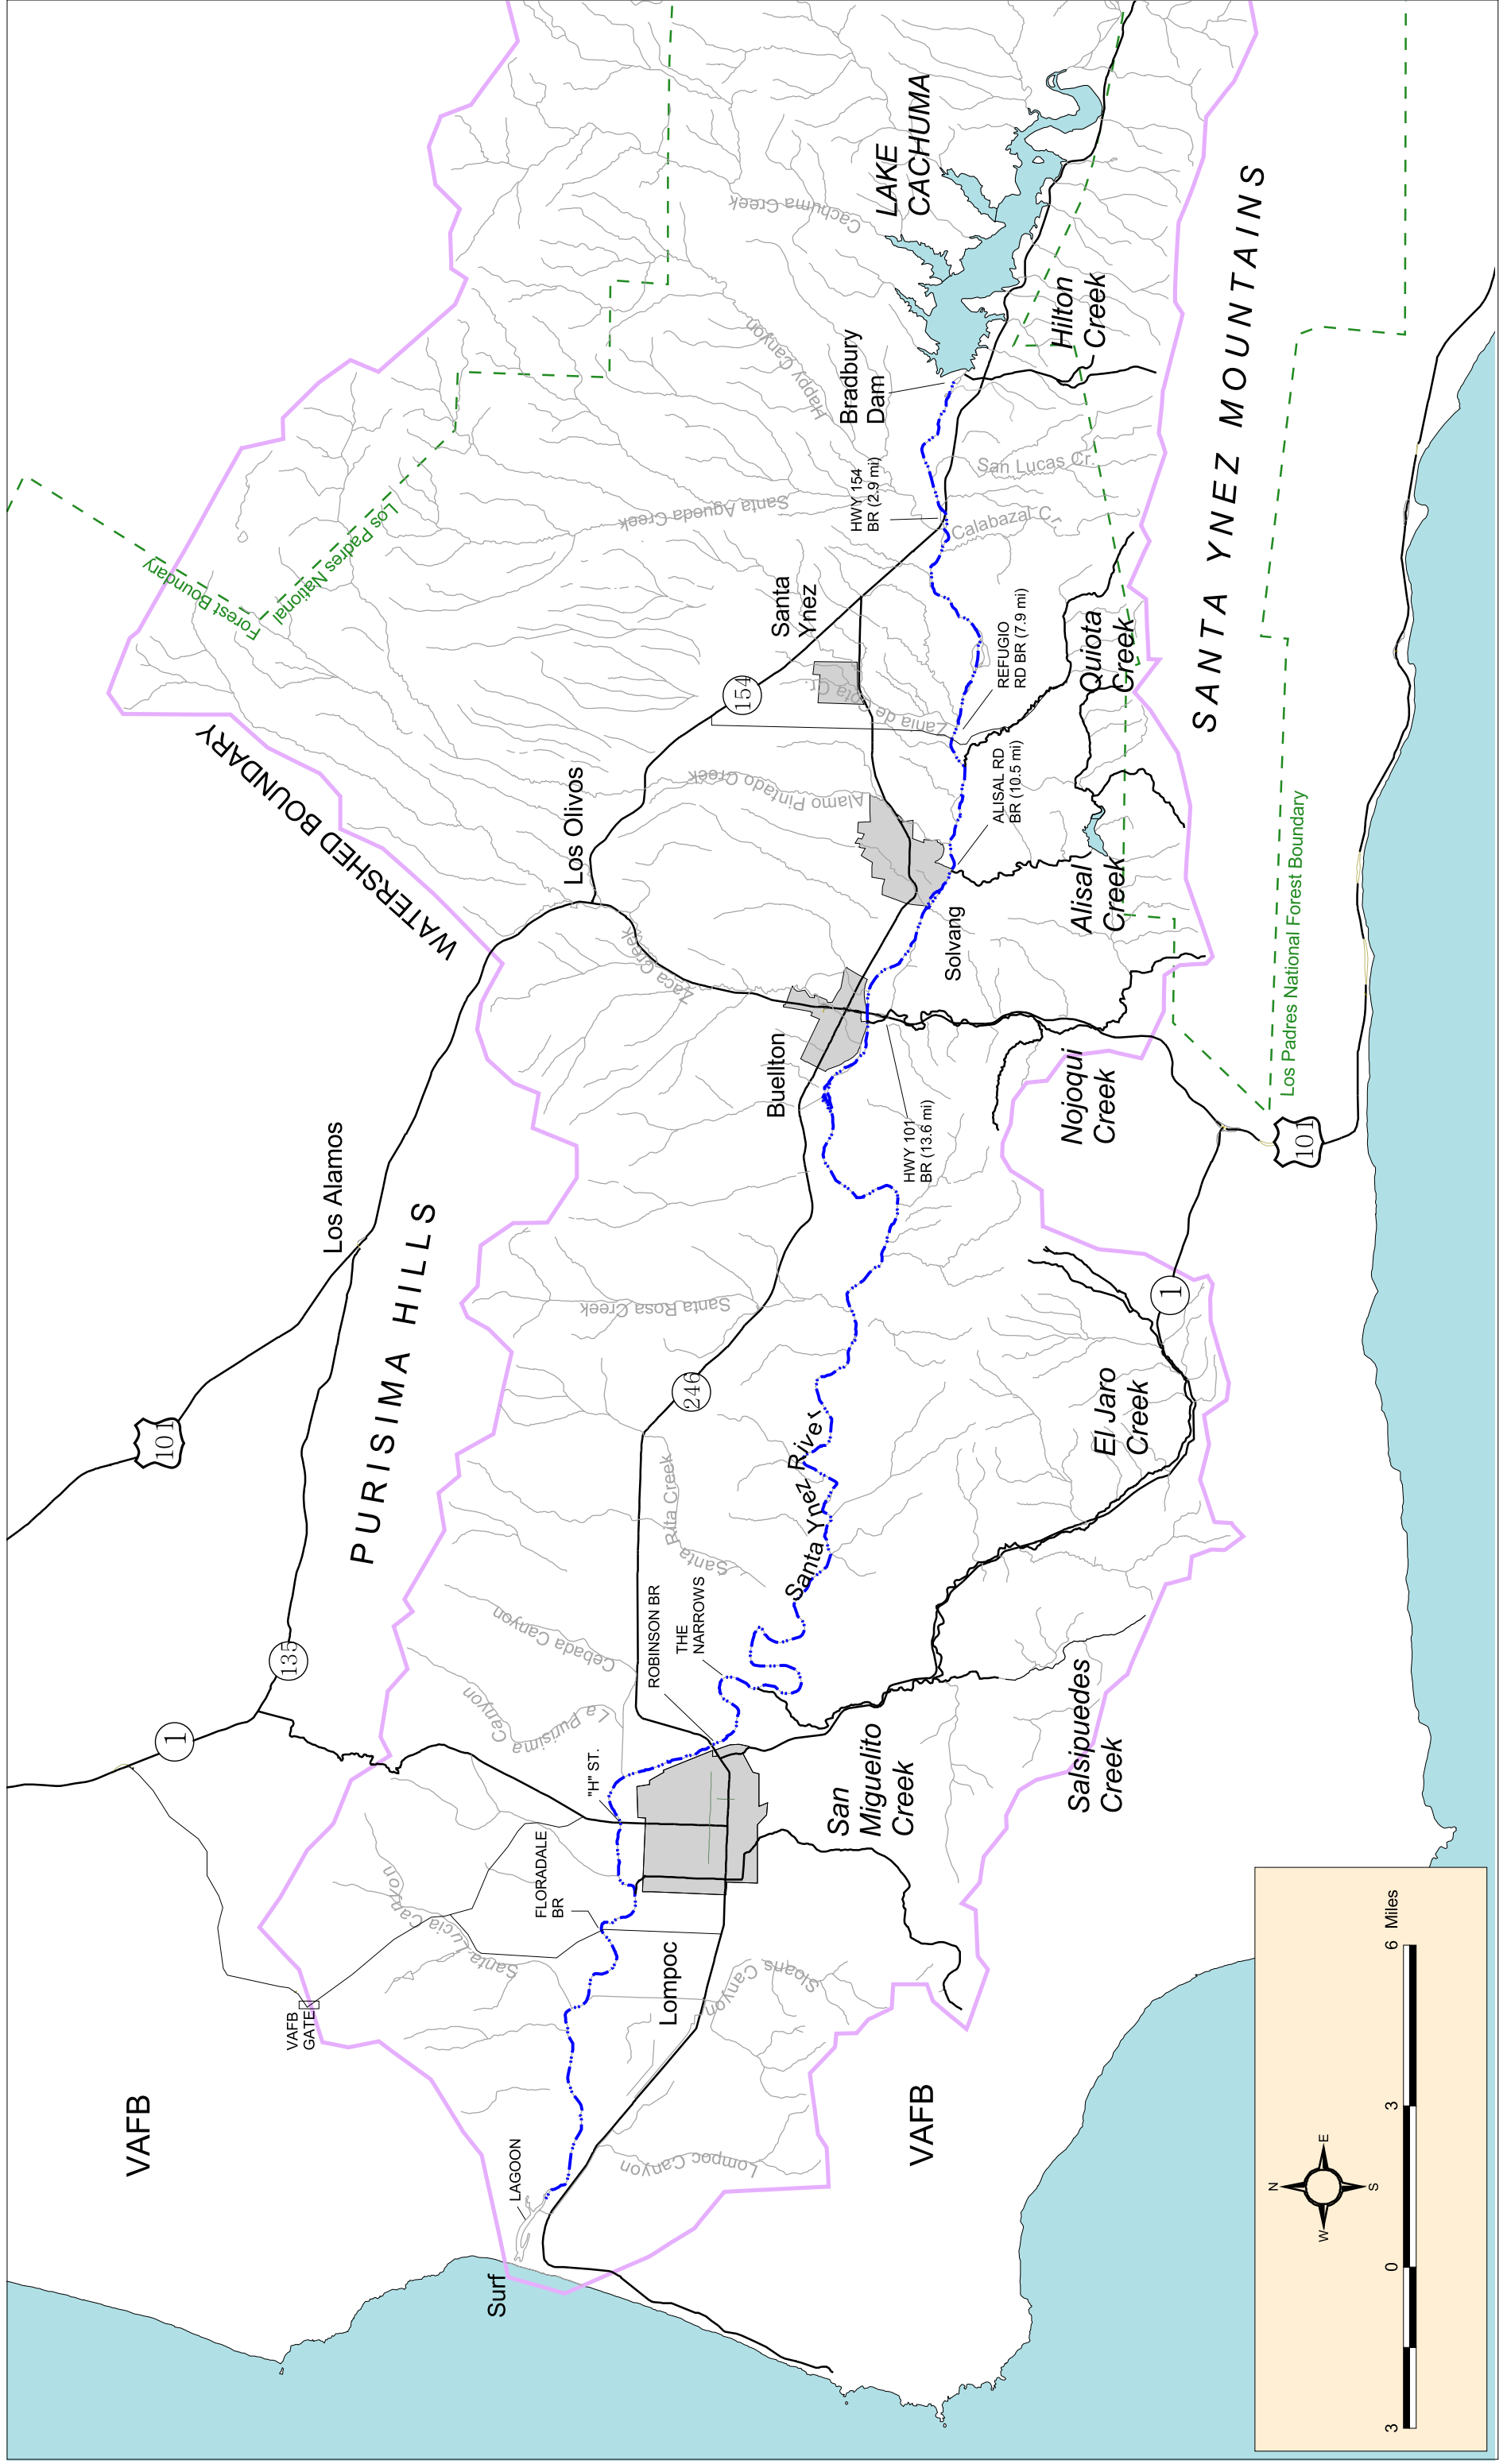 VAFB
1
135
101
Los Alamos
PURISIMA HILLS
WATERSHED BOUNDARY
Los Padres National
Forest Boundary
VAFB
GATE
Santa Lucia Canyon
La Purisima
Canyon
Cebada Canyon
Santa Rita Creek
Santa Rosa Creek
Zaca Creek
Los Olivos
Alamo Pintado Creek
154
Santa
Ynez
Zania de Cota Cr.
Santa Agueda Creek
Happy Canyon
Cachuma Creek
LAKE
CACHUMA
Surf
LAGOON
FLORADALE
BR
"H" ST.
ROBINSON BR
THE
NARROWS
246
Buellton
HWY 154
BR (2.9 mi)
Bradbury
Dam
Lompoc
Lompoc Canyon
Sloans
Canyon
Santa Ynez River
HWY 101
BR (13.6 mi)
Solvang
ALISAL RD
BR (10.5 mi)
REFUGIO
RD BR (7.9 mi)
Calabazal Cr.
San Lucas Cr.
Hilton
Creek
VAFB
San
Miguelito
Creek
Salsipuedes
Creek
El Jaro
Creek
1
Nojoqui
Creek
Alisal
Creek
Quiota
Creek
SANTA YNEZ MOUNTAINS
101
Los Padres National Forest Boundary
N
W
E
S
3
0
3
6
Miles